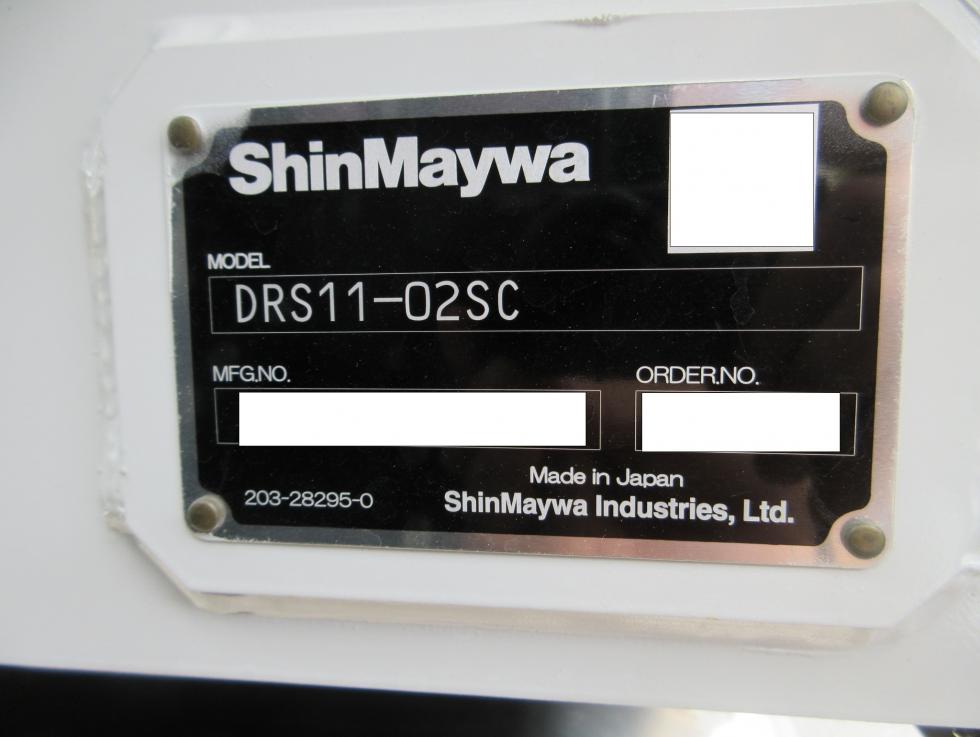 ShinMaywa
MODEL
DRS11-02SC
MFG.NO.
ORDER.NO.
Made in Japan
203-28295-0
ShinMaywa Industries, Ltd.